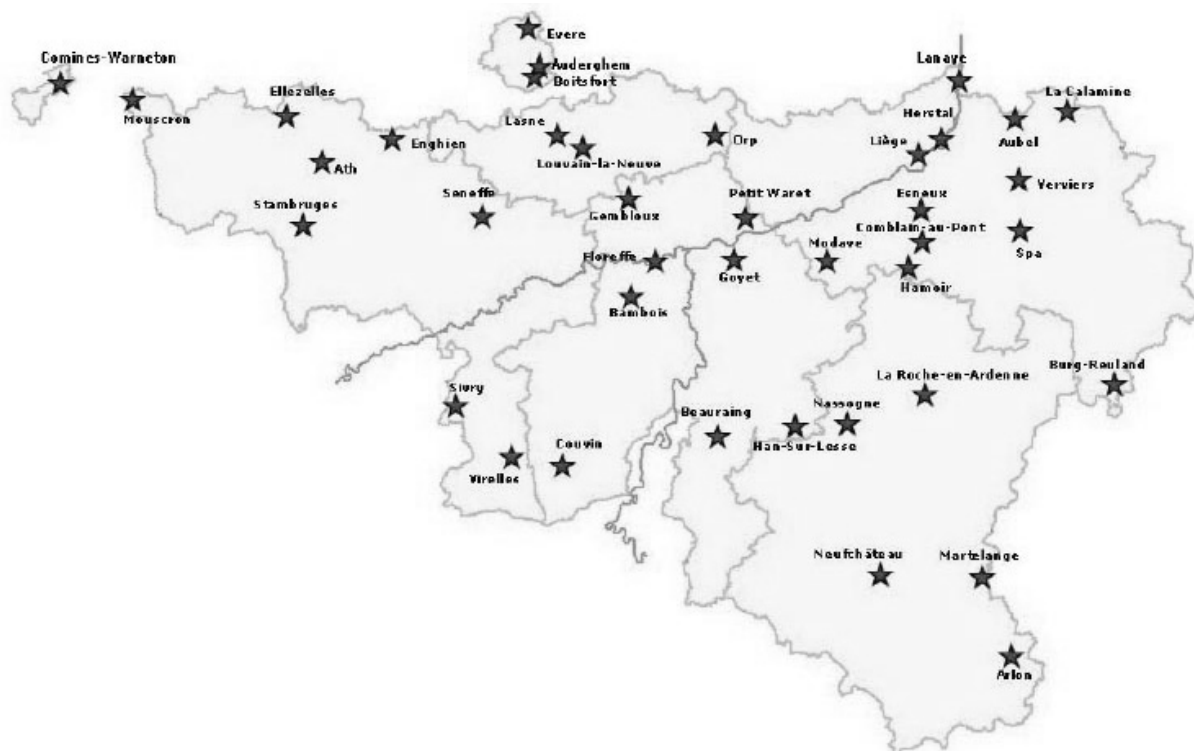 Evere
Comines-Warneton
Auderghem
Boitsfort
Lanaye
Ellezelles
La Calamine
Mouscron
Lasne
Herstal
Enghien
Orp
Liège
Aubel
Louvain-la-Neuve
Ath
Verviers
Seneffe
Petit Waret
Esneux
Stambruges
Gembloux
Comblain-au-Pont
Modave
Spa
Floreffe
Goyet
Hamoir
Bambois
Burg-Reuland
La Roche-en-Ardenne
Sivry
Nassogne
Beauraing
Couvin
Han-Sur-Lesse
Virelles
Neufchâteau
Martelange
Arlon